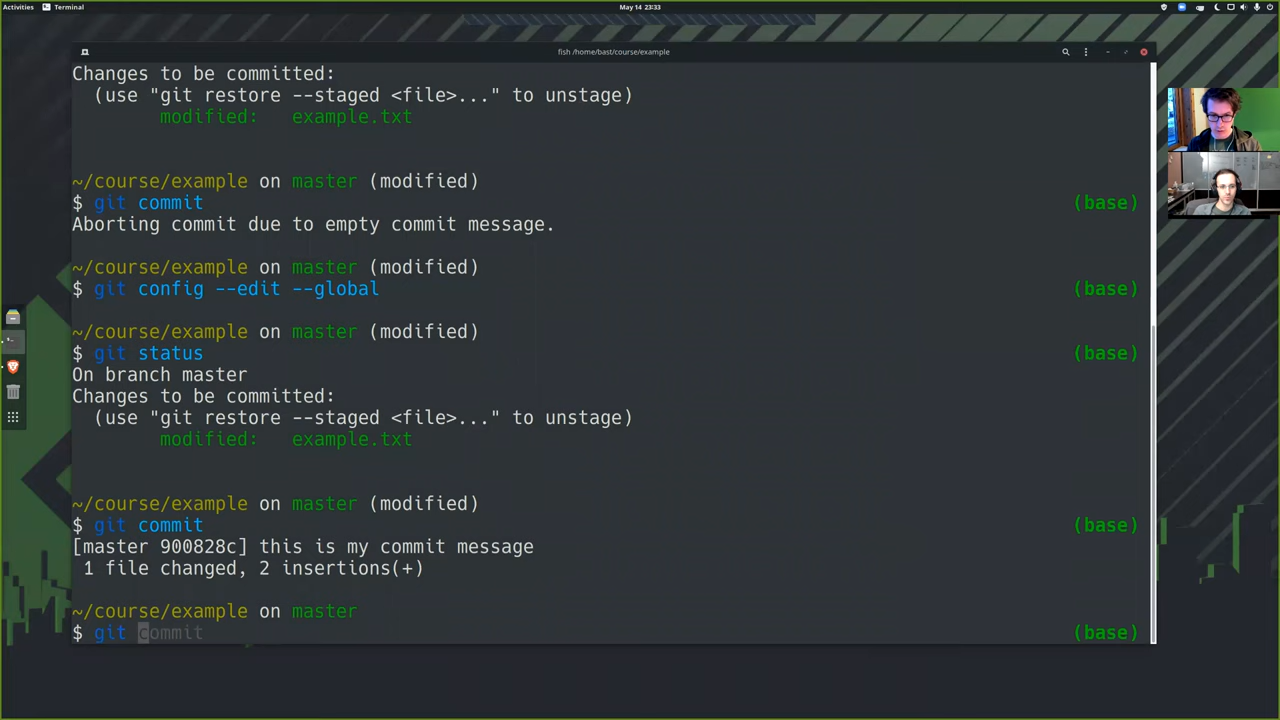 Activities Terminal May 14 23:33
fish /home/bast/course/example
Changes to be committed:
(use "git restore --staged <file>..." to unstage)
modified: example.txt
~/course/example on master (modified)
$ git commit (base)
Aborting commit due to empty commit message.
~/course/example on master (modified)
$ git config --edit --global (base)
~/course/example on master (modified)
$ git status (base)
On branch master
Changes to be committed:
(use "git restore --staged <file>..." to unstage)
modified: example.txt
~/course/example on master (modified)
$ git commit (base)
[master 900828c] this is my commit message
1 file changed, 2 insertions(+)
~/course/example on master
$ git commit (base)